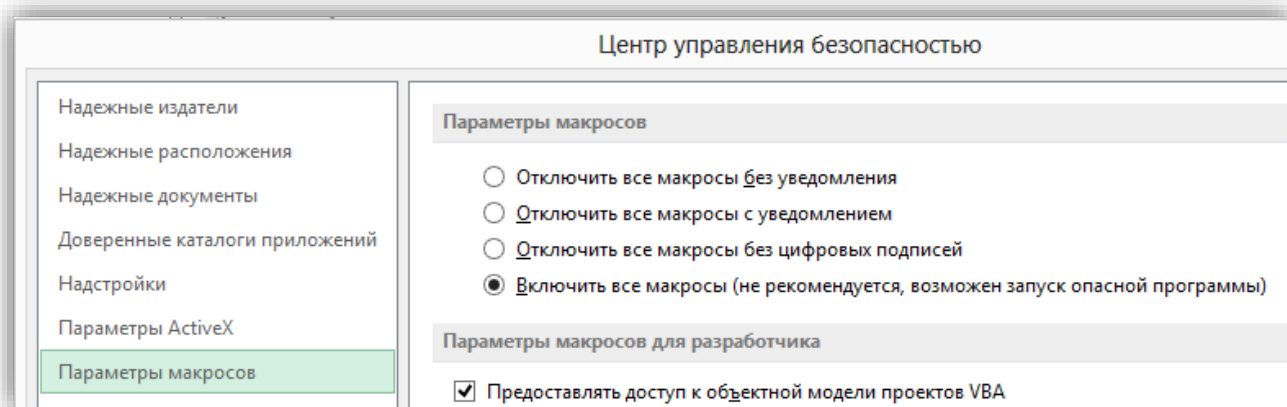 Центр управления безопасностью
Надежные издатели
Надежные расположения
Надежные документы
Доверенные каталоги приложений
Надстройки
Параметры ActiveX
Параметры макросов
Параметры макросов
Отключить все макросы без уведомления
Отключить все макросы с уведомлением
Отключить все макросы без цифровых подписей
Включить все макросы (не рекомендуется, возможен запуск опасной программы)
Параметры макросов для разработчика
Предоставлять доступ к объектной модели проектов VBA